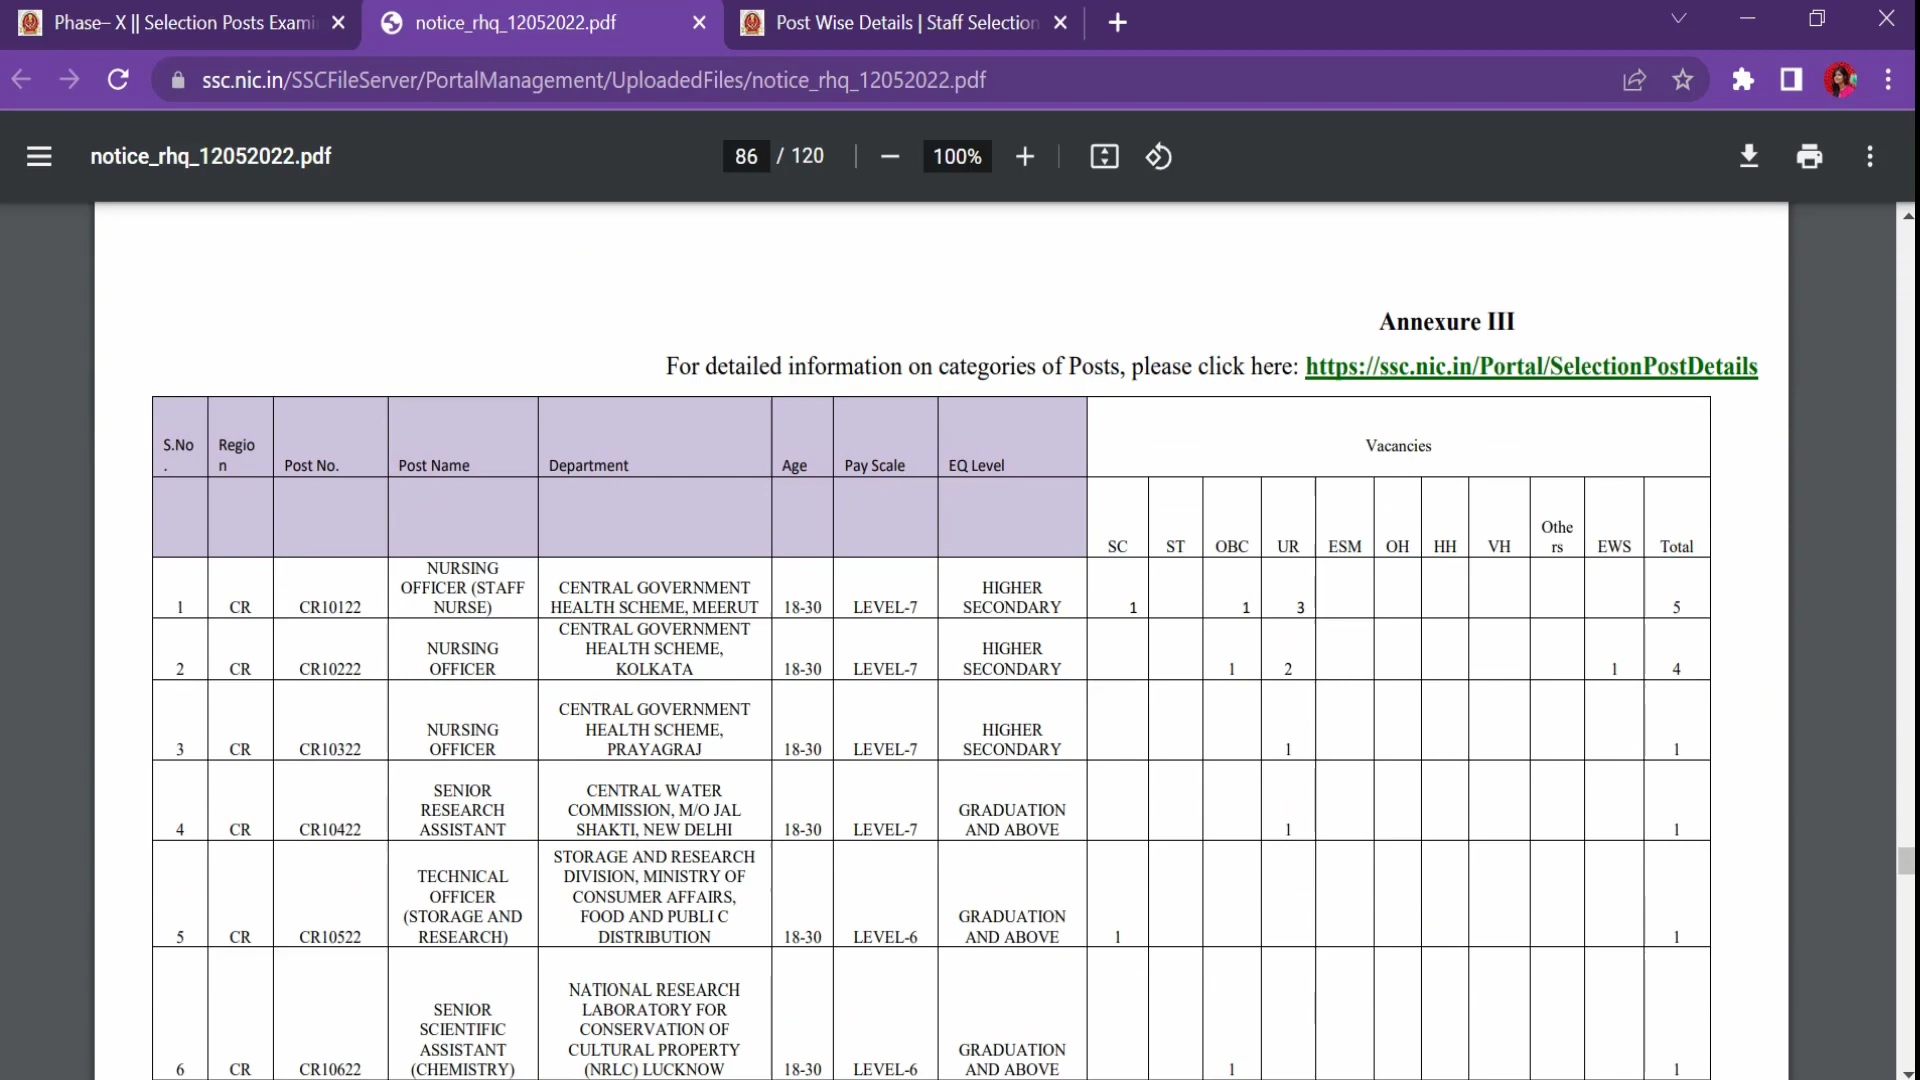 Phase– X || Selection Posts Exami
notice_rhq_12052022.pdf
Post Wise Details | Staff Selection
ssc.nic.in/SSCFileServer/PortalManagement/UploadedFiles/notice_rhq_12052022.pdf
notice_rhq_12052022.pdf
86 / 120
100%
Annexure III
For detailed information on categories of Posts, please click here: https://ssc.nic.in/Portal/SelectionPostDetails
S.No
.
Regio
n
Post No.
Post Name
Department
Age
Pay Scale
EQ Level
Vacancies
SC
ST
OBC
UR
ESM
OH
HH
VH
Othe
rs
EWS
Total
1
CR
CR10122
NURSING
OFFICER (STAFF
NURSE)
CENTRAL GOVERNMENT
HEALTH SCHEME, MEERUT
18-30
LEVEL-7
HIGHER
SECONDARY
1
1
3
5
2
CR
CR10222
NURSING
OFFICER
CENTRAL GOVERNMENT
HEALTH SCHEME,
KOLKATA
18-30
LEVEL-7
HIGHER
SECONDARY
1
2
1
4
3
CR
CR10322
NURSING
OFFICER
CENTRAL GOVERNMENT
HEALTH SCHEME,
PRAYAGRAJ
18-30
LEVEL-7
HIGHER
SECONDARY
1
1
4
CR
CR10422
SENIOR
RESEARCH
ASSISTANT
CENTRAL WATER
COMMISSION, M/O JAL
SHAKTI, NEW DELHI
18-30
LEVEL-7
GRADUATION
AND ABOVE
1
1
5
CR
CR10522
TECHNICAL
OFFICER
(STORAGE AND
RESEARCH)
STORAGE AND RESEARCH
DIVISION, MINISTRY OF
CONSUMER AFFAIRS,
FOOD AND PUBLI C
DISTRIBUTION
18-30
LEVEL-6
GRADUATION
AND ABOVE
1
1
6
CR
CR10622
SENIOR
SCIENTIFIC
ASSISTANT
(CHEMISTRY)
NATIONAL RESEARCH
LABORATORY FOR
CONSERVATION OF
CULTURAL PROPERTY
(NRLC) LUCKNOW
18-30
LEVEL-6
GRADUATION
AND ABOVE
1
1